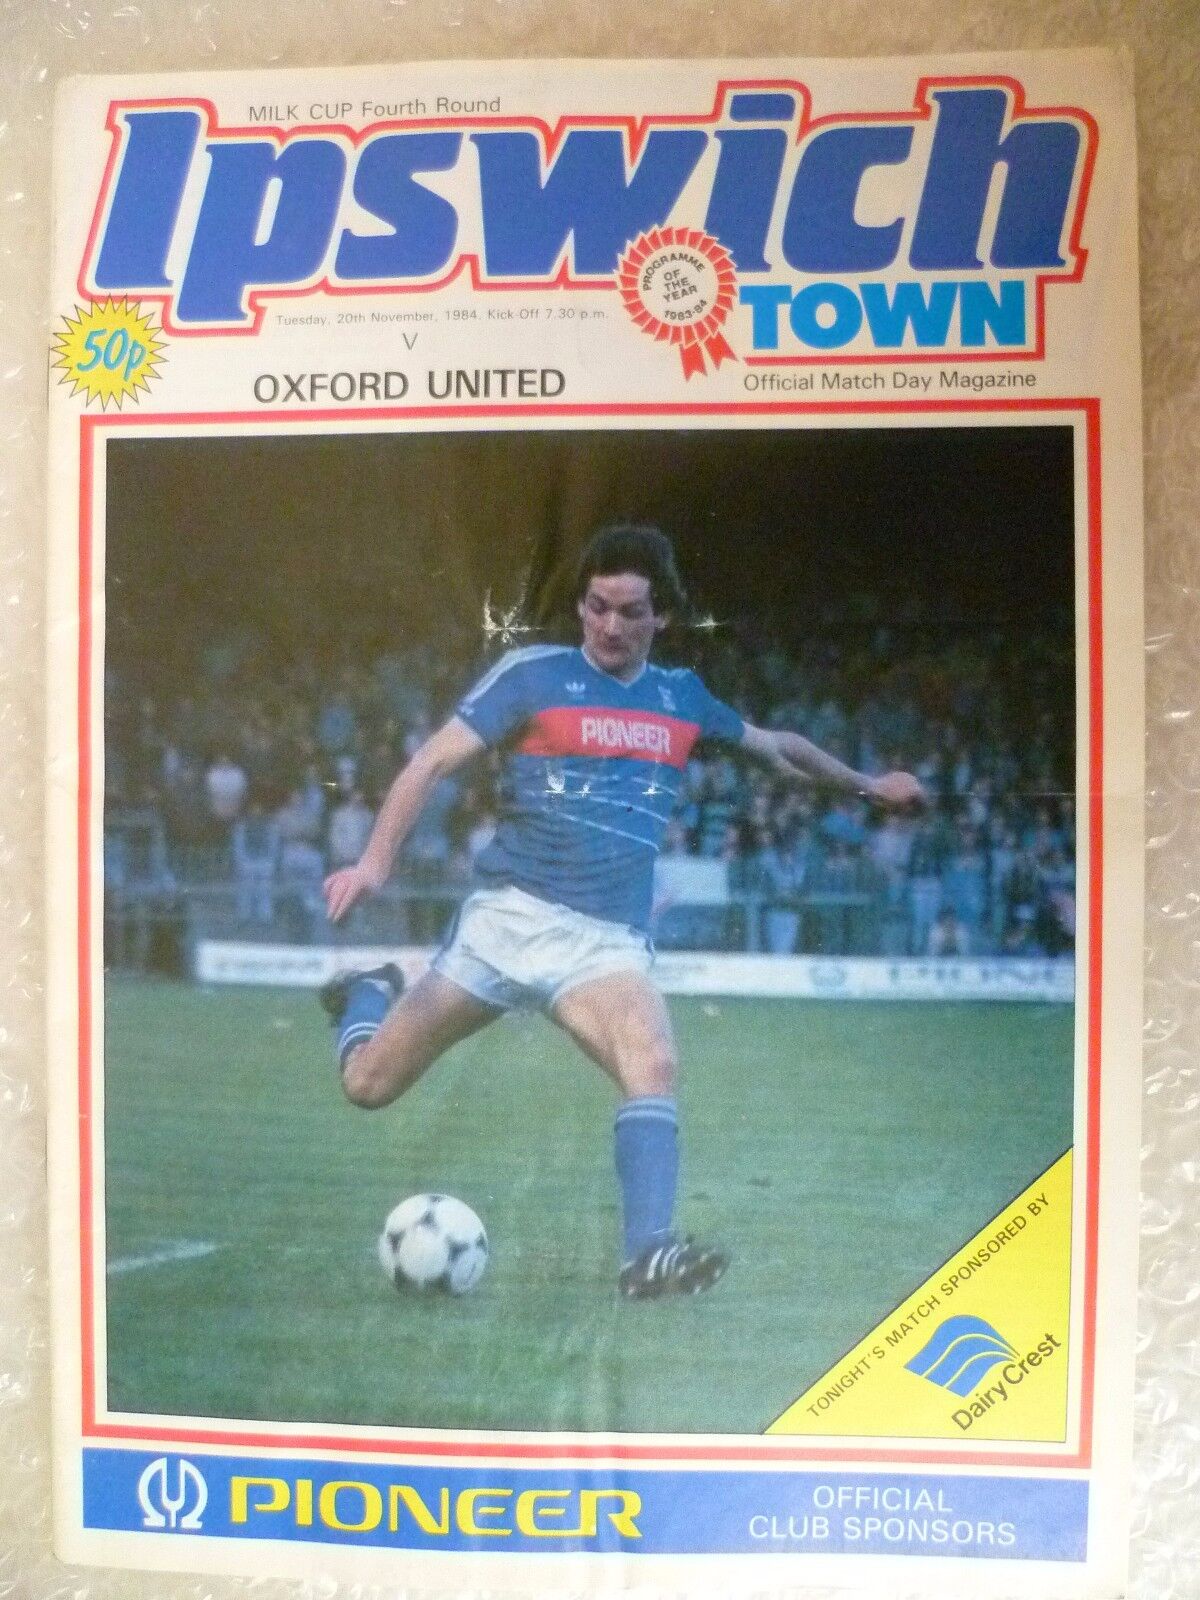 MILK CUP Fourth Round
Ipswich
TOWN
PROGRAMME
OF
THE
YEAR
1983-84
Tuesday, 20th November, 1984. Kick-Off 7.30 p.m.
50p
V
OXFORD UNITED
Official Match Day Magazine
PIONEER
TONIGHT'S MATCH SPONSORED BY
Dairy Crest
PIONEER
OFFICIAL
CLUB SPONSORS